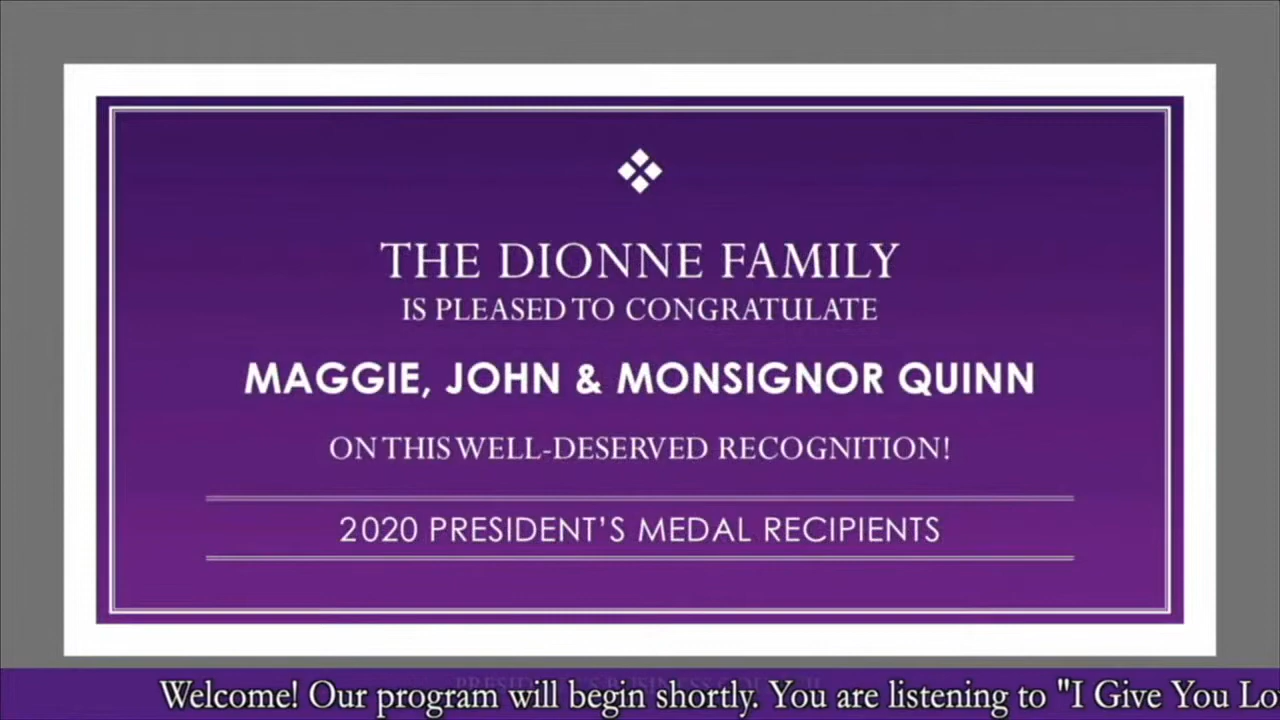 THE DIONNE FAMILY
IS PLEASED TO CONGRATULATE
MAGGIE, JOHN & MONSIGNOR QUINN
ON THIS WELL-DESERVED RECOGNITION!
2020 PRESIDENT'S MEDAL RECIPIENTS
Welcome! Our program will begin shortly. You are listening to "I Give You Lo